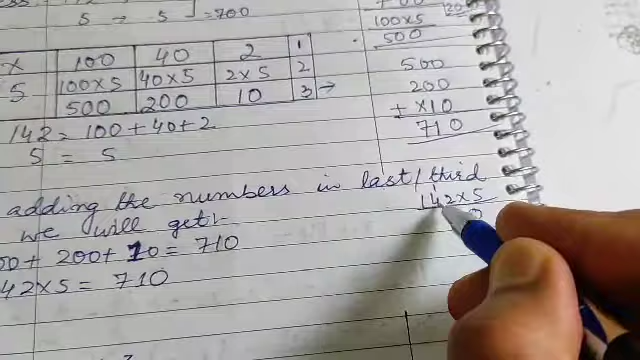 5 → 5 = 700
100×5
500
× 100 40 2 1
5 100×5 40×5 2×5 2
500 200 10 3 →
500
200
+ ×10
710
142 = 100 + 40 + 2
5 = 5
adding the numbers in last/third
we will get:-
00 + 200 + 10 = 710
42×5 = 710
142×5
0